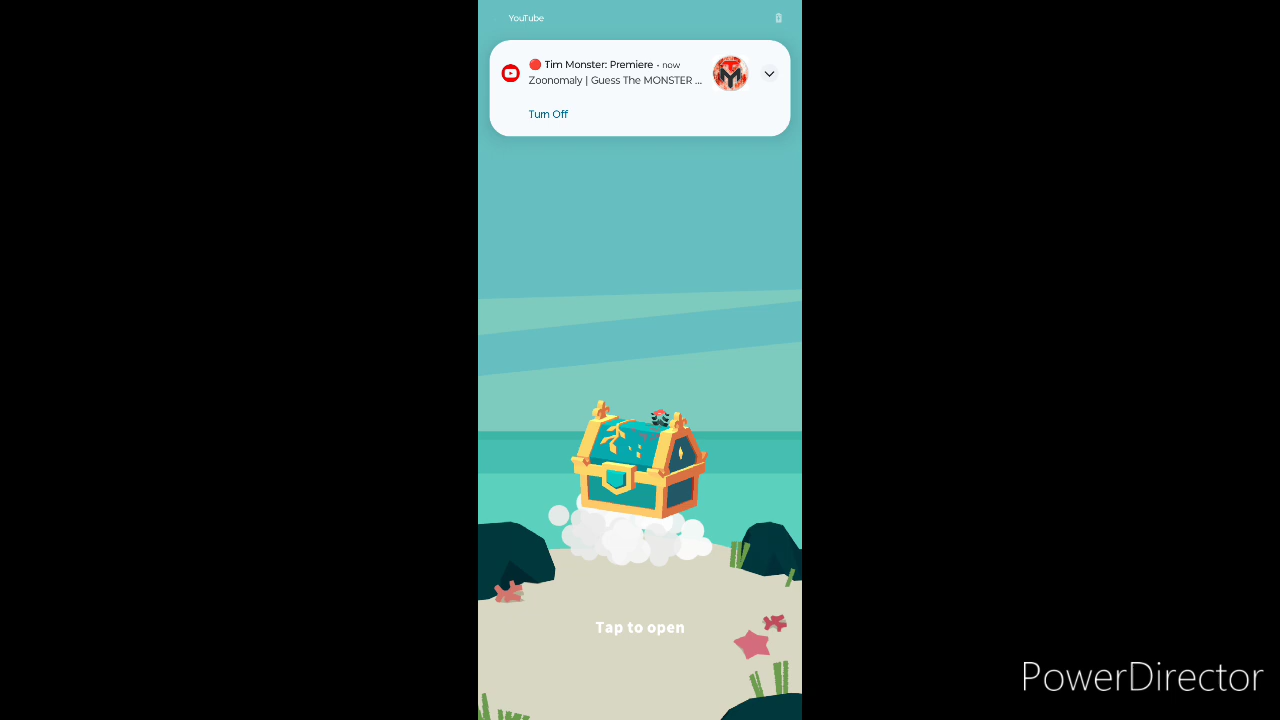 YouTube
🔴 Tim Monster: Premiere • now
Zoonomaly | Guess The MONSTER ...
Turn Off
Tap to open
PowerDirector